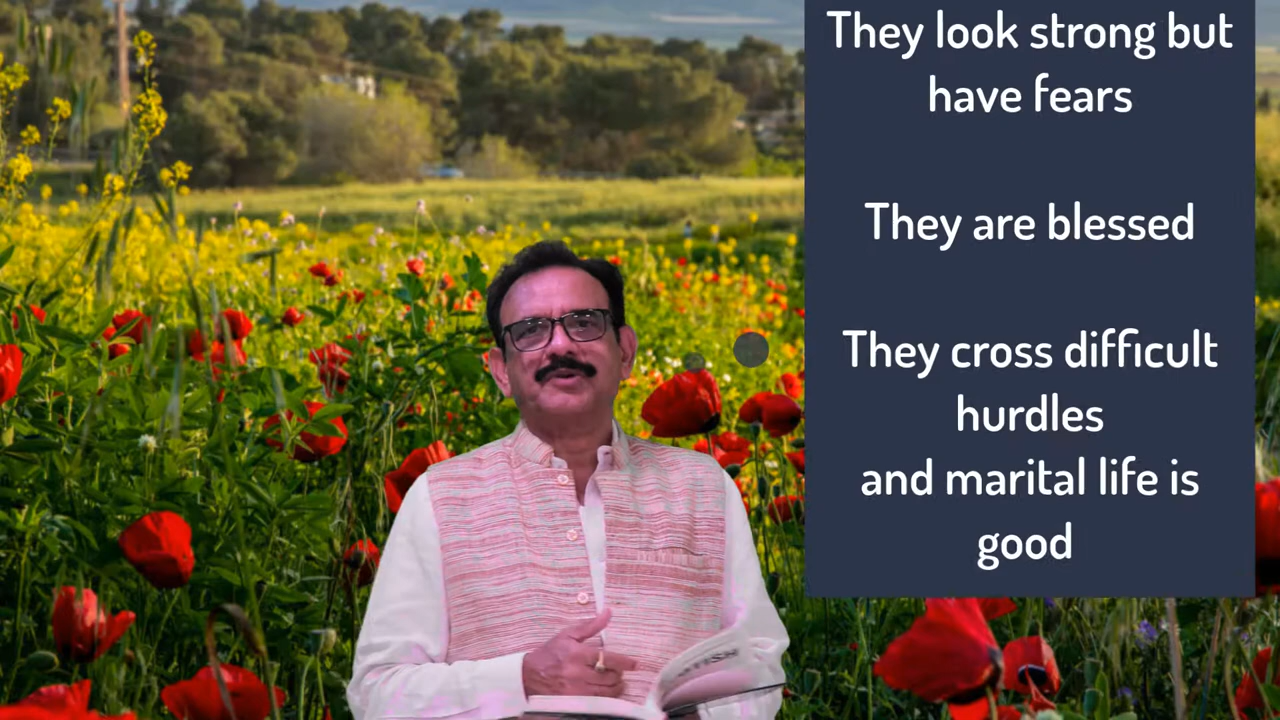 They look strong but
have fears
They are blessed
They cross difficult
hurdles
and marital life is
good